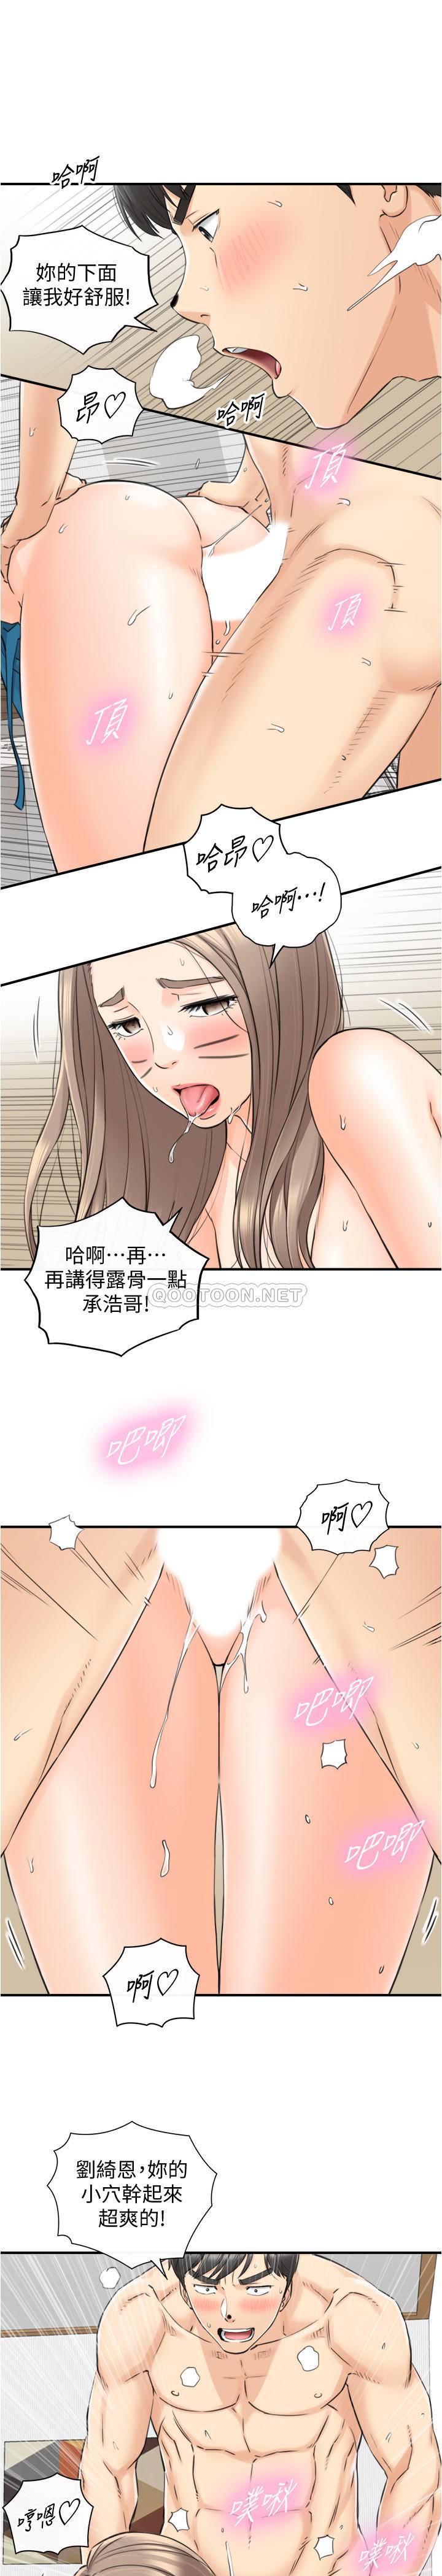 哈啊
妳的下面
讓我好舒服!
昂♡
哈啊
頂
頂
頂
哈昂♡
哈啊…!
哈啊…再…
再講得露骨一點
承浩哥!
QOOTOON.NET
吧唧
啊♡
吧唧
吧唧
啊♡
劉綺恩,妳的
小穴幹起來
超爽的!
哼嗯♡
噗啾
噗啾